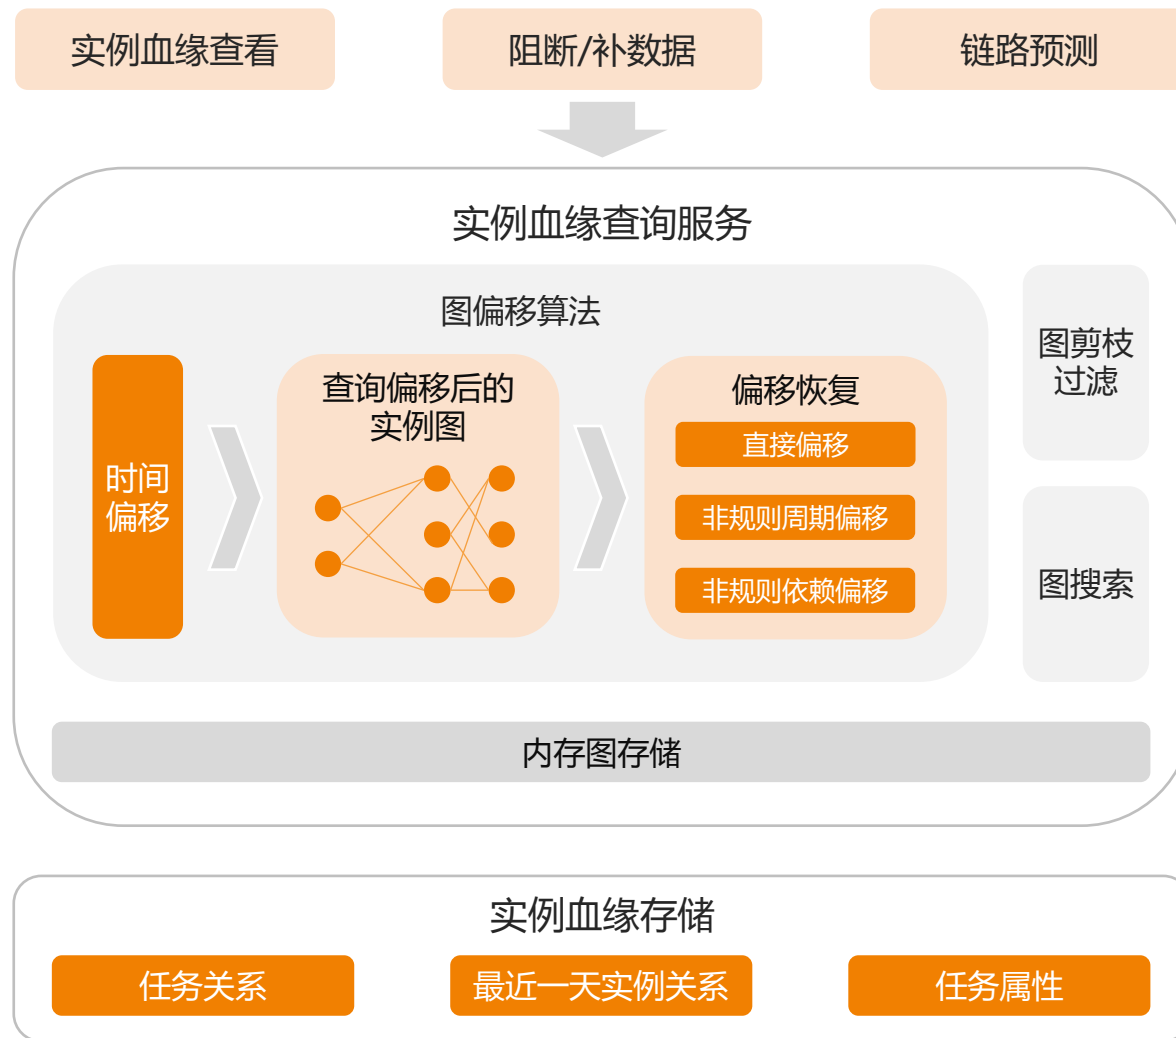 实例血缘查看
阻断/补数据
链路预测
实例血缘查询服务
图偏移算法
时间
偏移
查询偏移后的
实例图
偏移恢复
直接偏移
非规则周期偏移
非规则依赖偏移
图剪枝
过滤
图搜索
内存图存储
实例血缘存储
任务关系
最近一天实例关系
任务属性